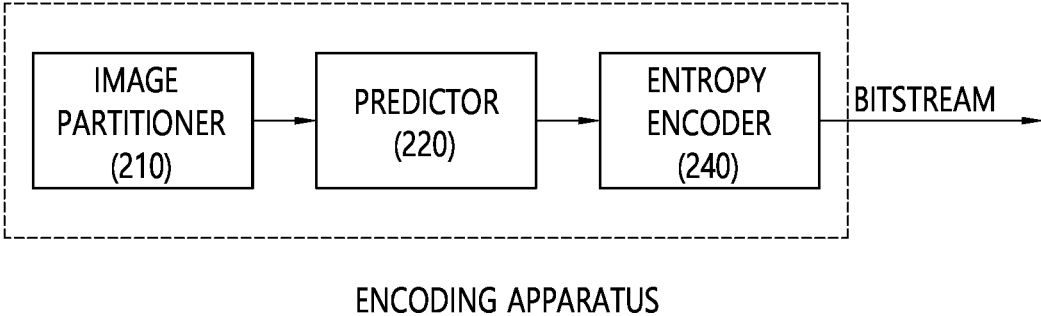 IMAGE
PARTITIONER
(210)
PREDICTOR
(220)
ENTROPY
ENCODER
(240)
BITSTREAM
ENCODING APPARATUS